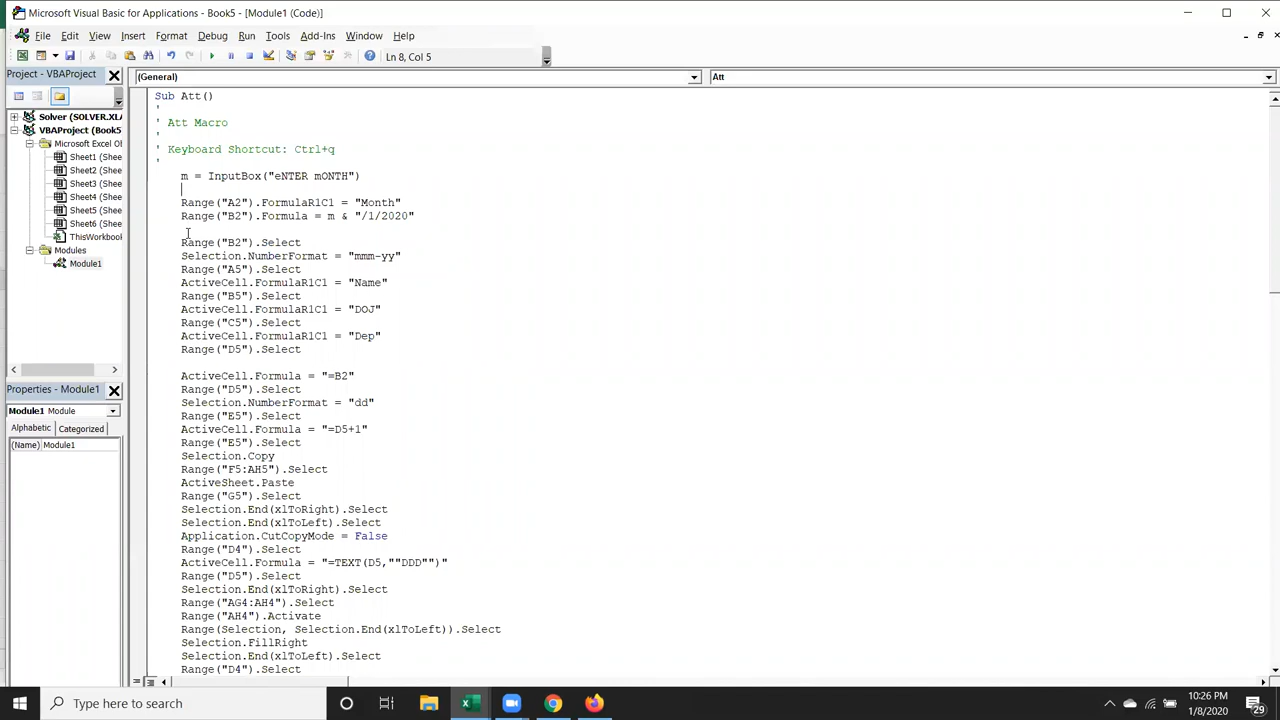 Microsoft Visual Basic for Applications - Book5 - [Module1 (Code)]
File Edit View Insert Format Debug Run Tools Add-Ins Window Help
Ln 8, Col 5
Project - VBAProject
(General)
Att
Solver (SOLVER.XLA
VBAProject (Book5
Microsoft Excel Ob
Sheet1 (Shee
Sheet2 (Shee
Sheet3 (Shee
Sheet4 (Shee
Sheet5 (Shee
Sheet6 (Shee
ThisWorkbook
Modules
Module1
Properties - Module1
Module1 Module
Alphabetic Categorized
(Name) Module1
Sub Att()
'
' Att Macro
'
' Keyboard Shortcut: Ctrl+q
'
m = InputBox("eNTER mONTH")
Range("A2").FormulaR1C1 = "Month"
Range("B2").Formula = m & "/1/2020"
Range("B2").Select
Selection.NumberFormat = "mmm-yy"
Range("A5").Select
ActiveCell.FormulaR1C1 = "Name"
Range("B5").Select
ActiveCell.FormulaR1C1 = "DOJ"
Range("C5").Select
ActiveCell.FormulaR1C1 = "Dep"
Range("D5").Select
ActiveCell.Formula = "=B2"
Range("D5").Select
Selection.NumberFormat = "dd"
Range("E5").Select
ActiveCell.Formula = "=D5+1"
Range("E5").Select
Selection.Copy
Range("F5:AH5").Select
ActiveSheet.Paste
Range("G5").Select
Selection.End(xlToRight).Select
Selection.End(xlToLeft).Select
Application.CutCopyMode = False
Range("D4").Select
ActiveCell.Formula = "=TEXT(D5,""DDD"")"
Range("D5").Select
Selection.End(xlToRight).Select
Range("AG4:AH4").Select
Range("AH4").Activate
Range(Selection, Selection.End(xlToLeft)).Select
Selection.FillRight
Selection.End(xlToLeft).Select
Range("D4").Select
Type here to search
10:26 PM
1/8/2020
29